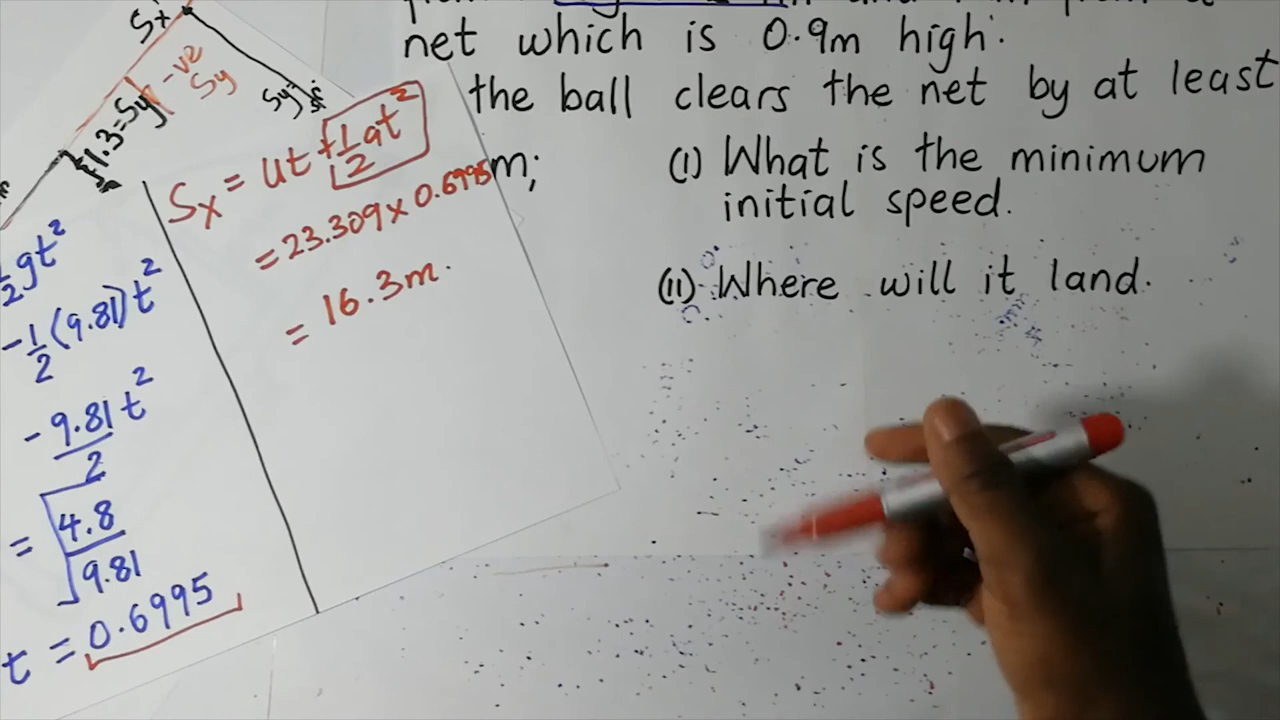 net which is 0.9m high.
the ball clears the net by at least
m;
(i) What is the minimum
initial speed.
(ii) Where will it land.
Sx
-ve
Sy
1.3=Sy
Sy=
Sx = ut + 1/2 at²
= 23.309 x 0.6995
= 16.3m.
1/2 gt²
-1/2 (9.81) t²
-9.81/2 t²
= √4.8/9.81
t = 0.6995